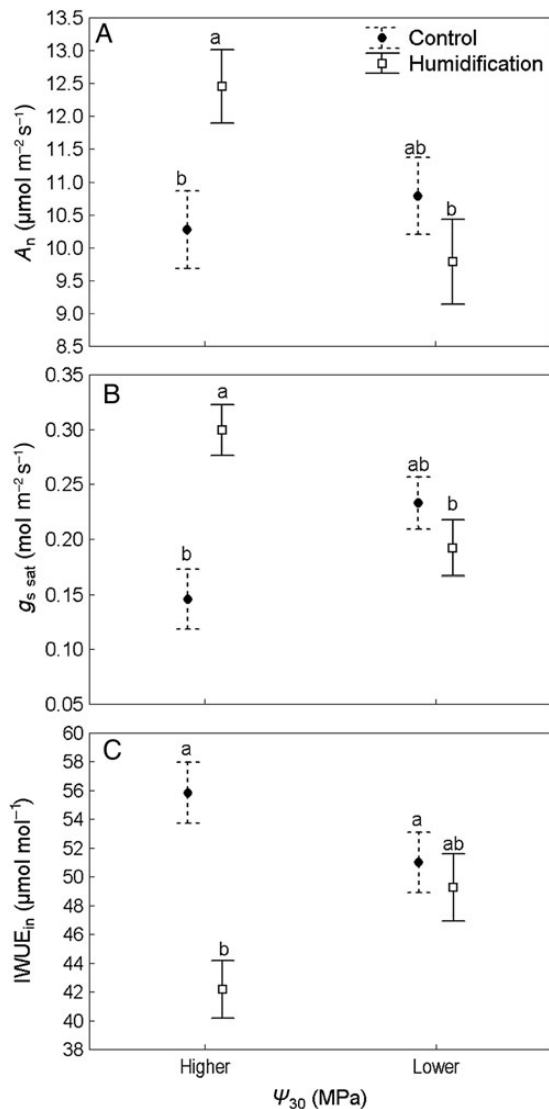 A
Control
Humidification
13.5
13.0
12.5
12.0
11.5
11.0
10.5
10.0
9.5
9.0
8.5
Aₙ (µmol m⁻² s⁻¹)
a
b
ab
b
B
0.35
0.30
0.25
0.20
0.15
0.10
0.05
gₛ ₛₐₜ (mol m⁻² s⁻¹)
a
b
ab
b
C
60
58
56
54
52
50
48
46
44
42
40
38
IWUEᵢₙ (µmol mol⁻¹)
a
b
a
ab
Higher
Lower
Ψ₃₀ (MPa)